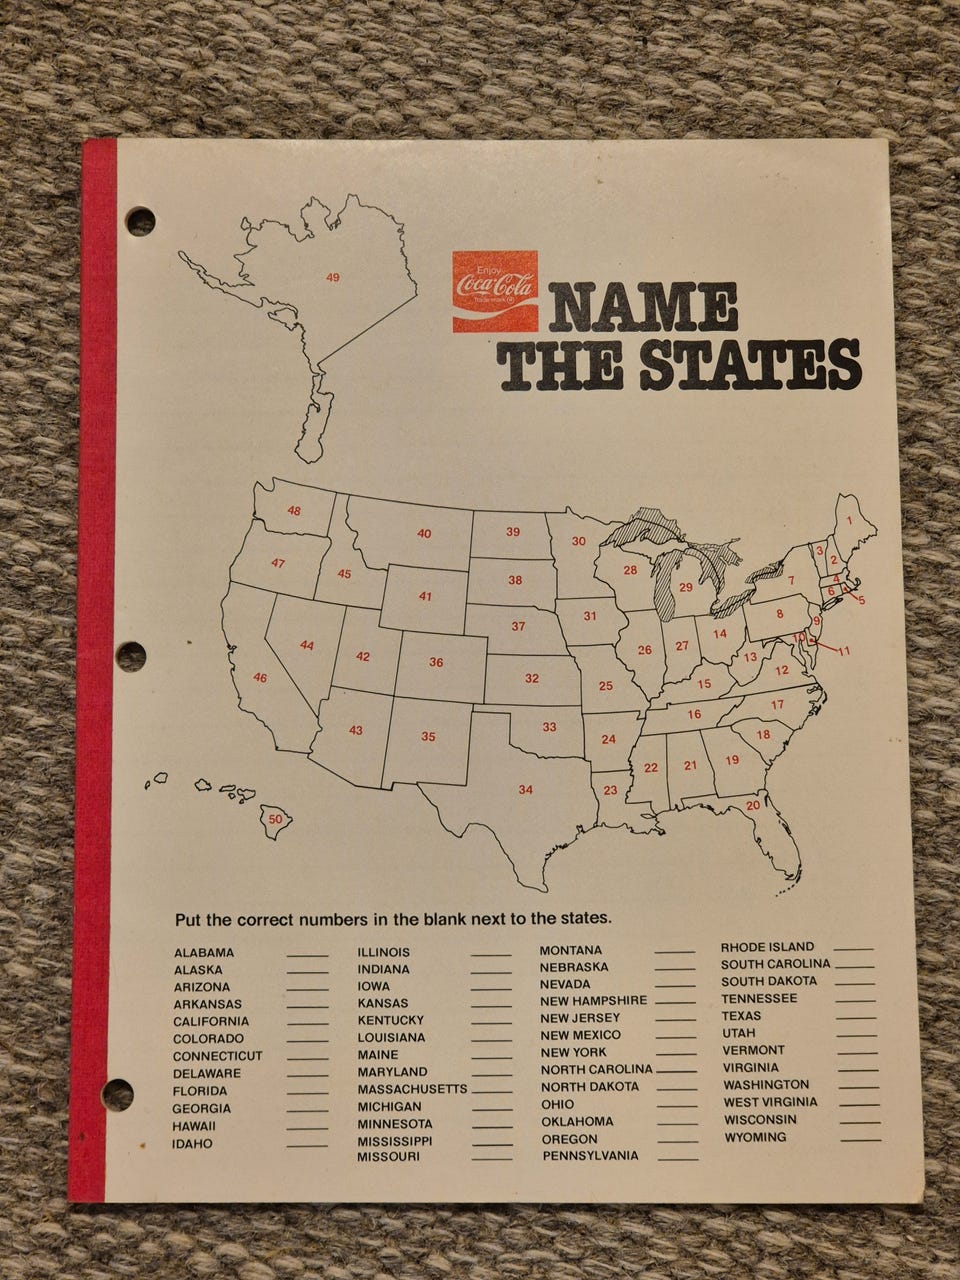 49
Enjoy
Coca-Cola
Trade-mark ®
NAME
THE STATES
48
47
46
45
44
43
42
41
40
39
38
37
36
35
34
33
32
31
30
29
28
27
26
25
24
23
22
21
20
19
18
17
16
15
14
13
12
11
10
9
8
7
6
5
4
3
2
1
50
Put the correct numbers in the blank next to the states.
ALABAMA
ALASKA
ARIZONA
ARKANSAS
CALIFORNIA
COLORADO
CONNECTICUT
DELAWARE
FLORIDA
GEORGIA
HAWAII
IDAHO
ILLINOIS
INDIANA
IOWA
KANSAS
KENTUCKY
LOUISIANA
MAINE
MARYLAND
MASSACHUSETTS
MICHIGAN
MINNESOTA
MISSISSIPPI
MISSOURI
MONTANA
NEBRASKA
NEVADA
NEW HAMPSHIRE
NEW JERSEY
NEW MEXICO
NEW YORK
NORTH CAROLINA
NORTH DAKOTA
OHIO
OKLAHOMA
OREGON
PENNSYLVANIA
RHODE ISLAND
SOUTH CAROLINA
SOUTH DAKOTA
TENNESSEE
TEXAS
UTAH
VERMONT
VIRGINIA
WASHINGTON
WEST VIRGINIA
WISCONSIN
WYOMING